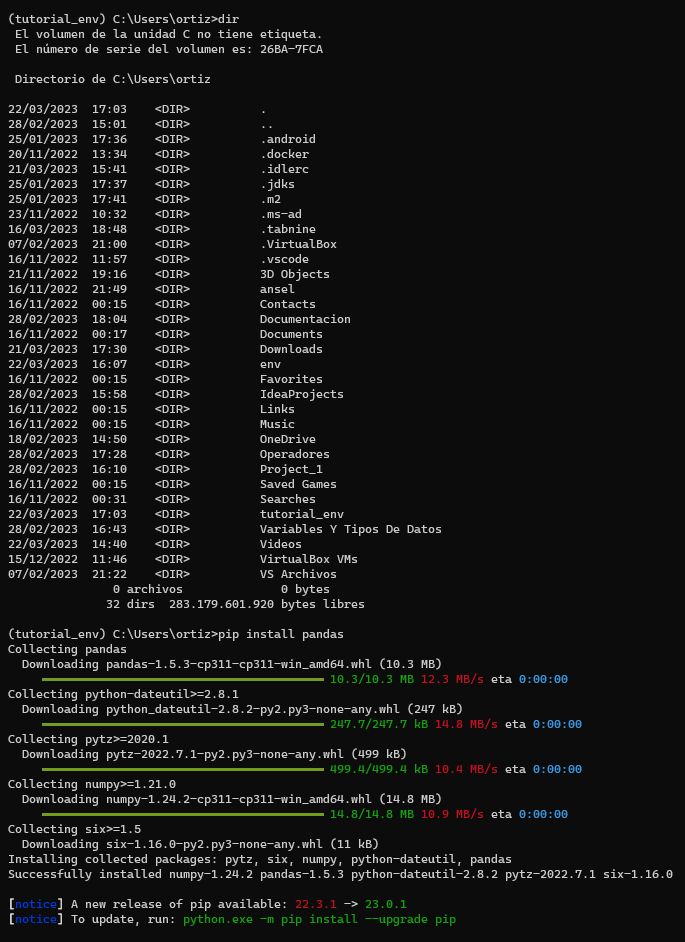 (tutorial_env) C:\Users\ortiz>dir
 El volumen de la unidad C no tiene etiqueta.
 El número de serie del volumen es: 26BA-7FCA

 Directorio de C:\Users\ortiz

22/03/2023  17:03    <DIR>          .
28/02/2023  15:01    <DIR>          ..
25/01/2023  17:36    <DIR>          .android
20/11/2022  13:34    <DIR>          .docker
21/03/2023  15:41    <DIR>          .idlerc
25/01/2023  17:37    <DIR>          .jdks
25/01/2023  17:41    <DIR>          .m2
23/11/2022  10:32    <DIR>          .ms-ad
16/03/2023  18:48    <DIR>          .tabnine
07/02/2023  21:00    <DIR>          .VirtualBox
16/11/2022  11:57    <DIR>          .vscode
21/11/2022  19:16    <DIR>          3D Objects
16/11/2022  21:49    <DIR>          ansel
16/11/2022  00:15    <DIR>          Contacts
28/02/2023  18:04    <DIR>          Documentacion
16/11/2022  00:17    <DIR>          Documents
21/03/2023  17:30    <DIR>          Downloads
22/03/2023  16:07    <DIR>          env
16/11/2022  00:15    <DIR>          Favorites
28/02/2023  15:58    <DIR>          IdeaProjects
16/11/2022  00:15    <DIR>          Links
16/11/2022  00:15    <DIR>          Music
18/02/2023  14:50    <DIR>          OneDrive
28/02/2023  17:28    <DIR>          Operadores
28/02/2023  16:10    <DIR>          Project_1
16/11/2022  00:15    <DIR>          Saved Games
16/11/2022  00:31    <DIR>          Searches
22/03/2023  17:03    <DIR>          tutorial_env
28/02/2023  16:43    <DIR>          Variables Y Tipos De Datos
22/03/2023  14:40    <DIR>          Videos
15/12/2022  11:46    <DIR>          VirtualBox VMs
07/02/2023  21:22    <DIR>          VS Archivos
               0 archivos              0 bytes
              32 dirs  283.179.601.920 bytes libres

(tutorial_env) C:\Users\ortiz>pip install pandas
Collecting pandas
  Downloading pandas-1.5.3-cp311-cp311-win_amd64.whl (10.3 MB)
     10.3/10.3 MB 12.3 MB/s eta 0:00:00
Collecting python-dateutil>=2.8.1
  Downloading python_dateutil-2.8.2-py2.py3-none-any.whl (247 kB)
     247.7/247.7 kB 14.8 MB/s eta 0:00:00
Collecting pytz>=2020.1
  Downloading pytz-2022.7.1-py2.py3-none-any.whl (499 kB)
     499.4/499.4 kB 10.4 MB/s eta 0:00:00
Collecting numpy>=1.21.0
  Downloading numpy-1.24.2-cp311-cp311-win_amd64.whl (14.8 MB)
     14.8/14.8 MB 10.9 MB/s eta 0:00:00
Collecting six>=1.5
  Downloading six-1.16.0-py2.py3-none-any.whl (11 kB)
Installing collected packages: pytz, six, numpy, python-dateutil, pandas
Successfully installed numpy-1.24.2 pandas-1.5.3 python-dateutil-2.8.2 pytz-2022.7.1 six-1.16.0

[notice] A new release of pip available: 22.3.1 -> 23.0.1
[notice] To update, run: python.exe -m pip install --upgrade pip